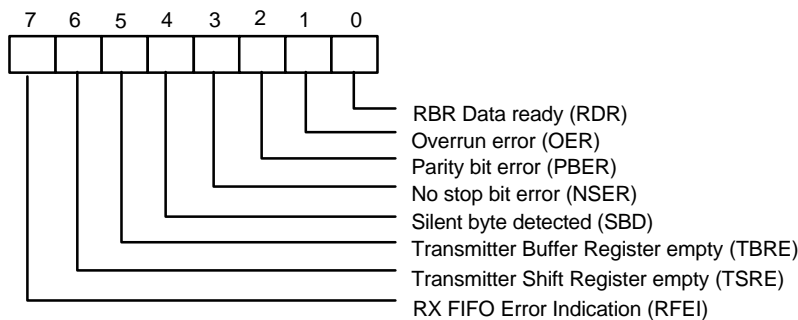 7 6 5 4 3 2 1 0
RBR Data ready (RDR)
Overrun error (OER)
Parity bit error (PBER)
No stop bit error (NSER)
Silent byte detected (SBD)
Transmitter Buffer Register empty (TBRE)
Transmitter Shift Register empty (TSRE)
RX FIFO Error Indication (RFEI)